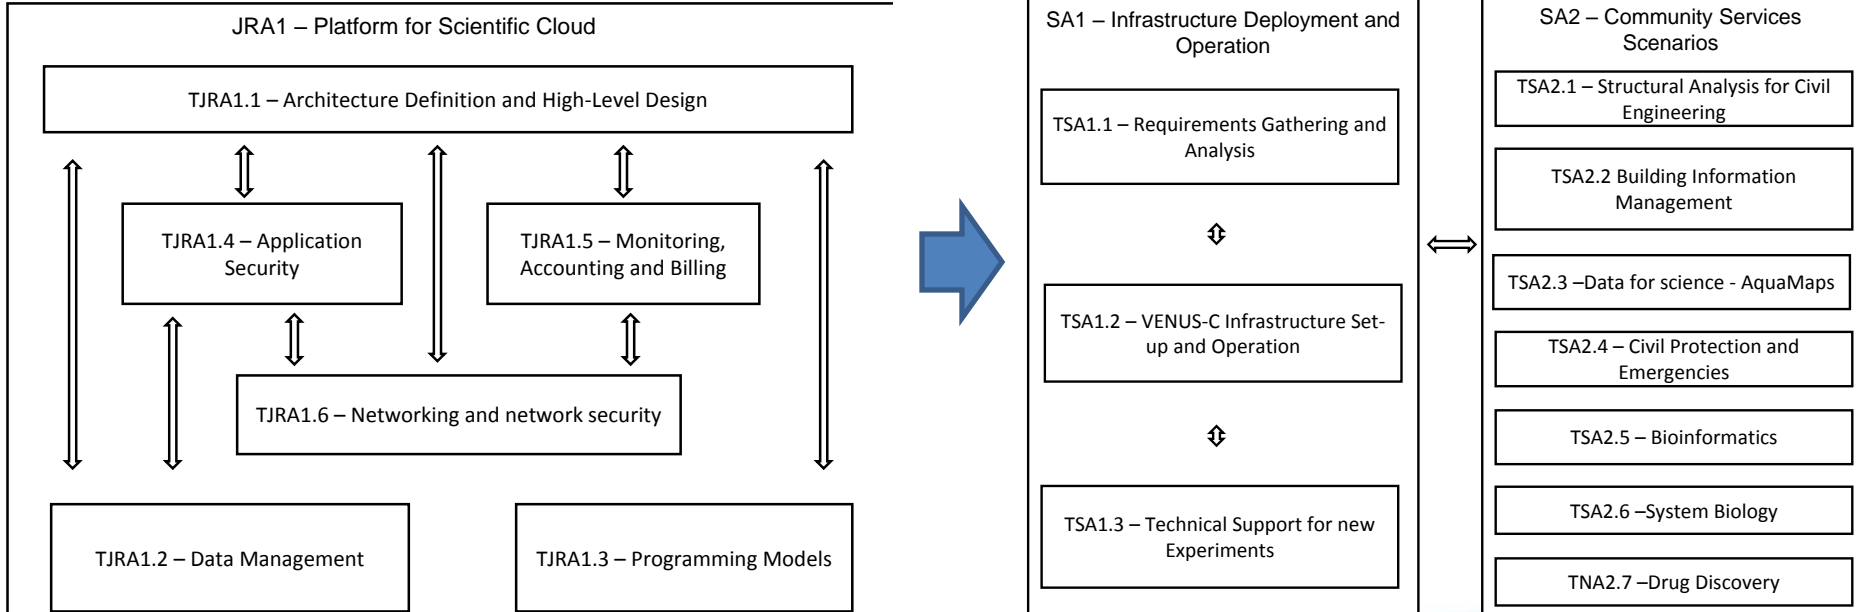 JRA1 – Platform for Scientific Cloud
TJRA1.1 – Architecture Definition and High-Level Design
TJRA1.4 – Application
Security
TJRA1.5 – Monitoring,
Accounting and Billing
TJRA1.6 – Networking and network security
TJRA1.2 – Data Management
TJRA1.3 – Programming Models
SA1 – Infrastructure Deployment and
Operation
TSA1.1 – Requirements Gathering and
Analysis
TSA1.2 – VENUS-C Infrastructure Set-
up and Operation
TSA1.3 – Technical Support for new
Experiments
SA2 – Community Services
Scenarios
TSA2.1 – Structural Analysis for Civil
Engineering
TSA2.2 Building Information
Management
TSA2.3 –Data for science - AquaMaps
TSA2.4 – Civil Protection and
Emergencies
TSA2.5 – Bioinformatics
TSA2.6 –System Biology
TNA2.7 –Drug Discovery